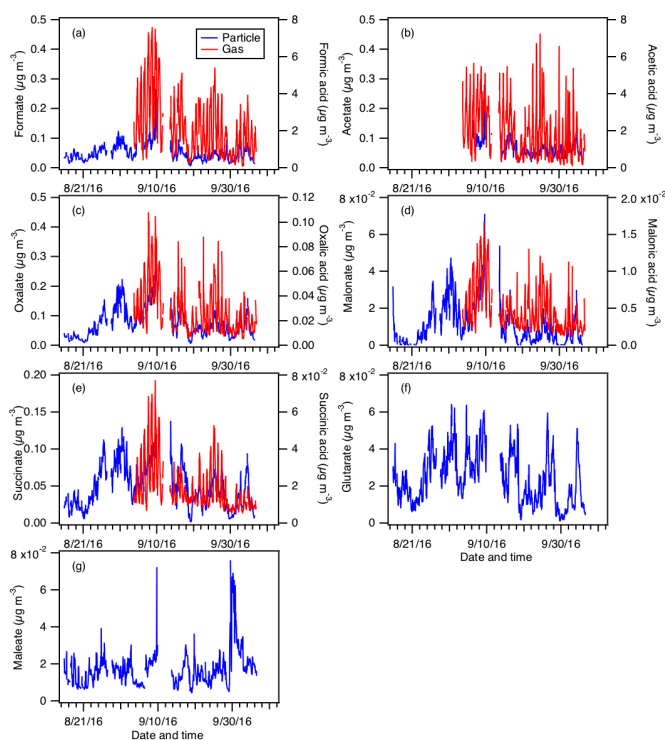 (a)
Particle
Gas
0.5
0.4
0.3
0.2
0.1
0.0
Formate (µg m⁻³)
8
6
4
2
0
Formic acid (µg m⁻³)
8/21/16 9/10/16 9/30/16
(b)
0.5
0.4
0.3
0.2
0.1
0.0
Acetate (µg m⁻³)
8
6
4
2
0
Acetic acid (µg m⁻³)
8/21/16 9/10/16 9/30/16
(c)
0.5
0.4
0.3
0.2
0.1
0.0
Oxalate (µg m⁻³)
0.12
0.10
0.08
0.06
0.04
0.02
0.00
Oxalic acid (µg m⁻³)
8/21/16 9/10/16 9/30/16
(d)
8 x10⁻²
6
4
2
0
Malonate (µg m⁻³)
2.0 x10⁻²
1.5
1.0
0.5
0.0
Malonic acid (µg m⁻³)
8/21/16 9/10/16 9/30/16
(e)
0.20
0.15
0.10
0.05
0.00
Succinate (µg m⁻³)
8 x10⁻²
6
4
2
0
Succinic acid (µg m⁻³)
8/21/16 9/10/16 9/30/16
(f)
8 x10⁻²
6
4
2
0
Glutarate (µg m⁻³)
8/21/16 9/10/16 9/30/16
Date and time
(g)
8 x10⁻²
6
4
2
0
Maleate (µg m⁻³)
8/21/16 9/10/16 9/30/16
Date and time